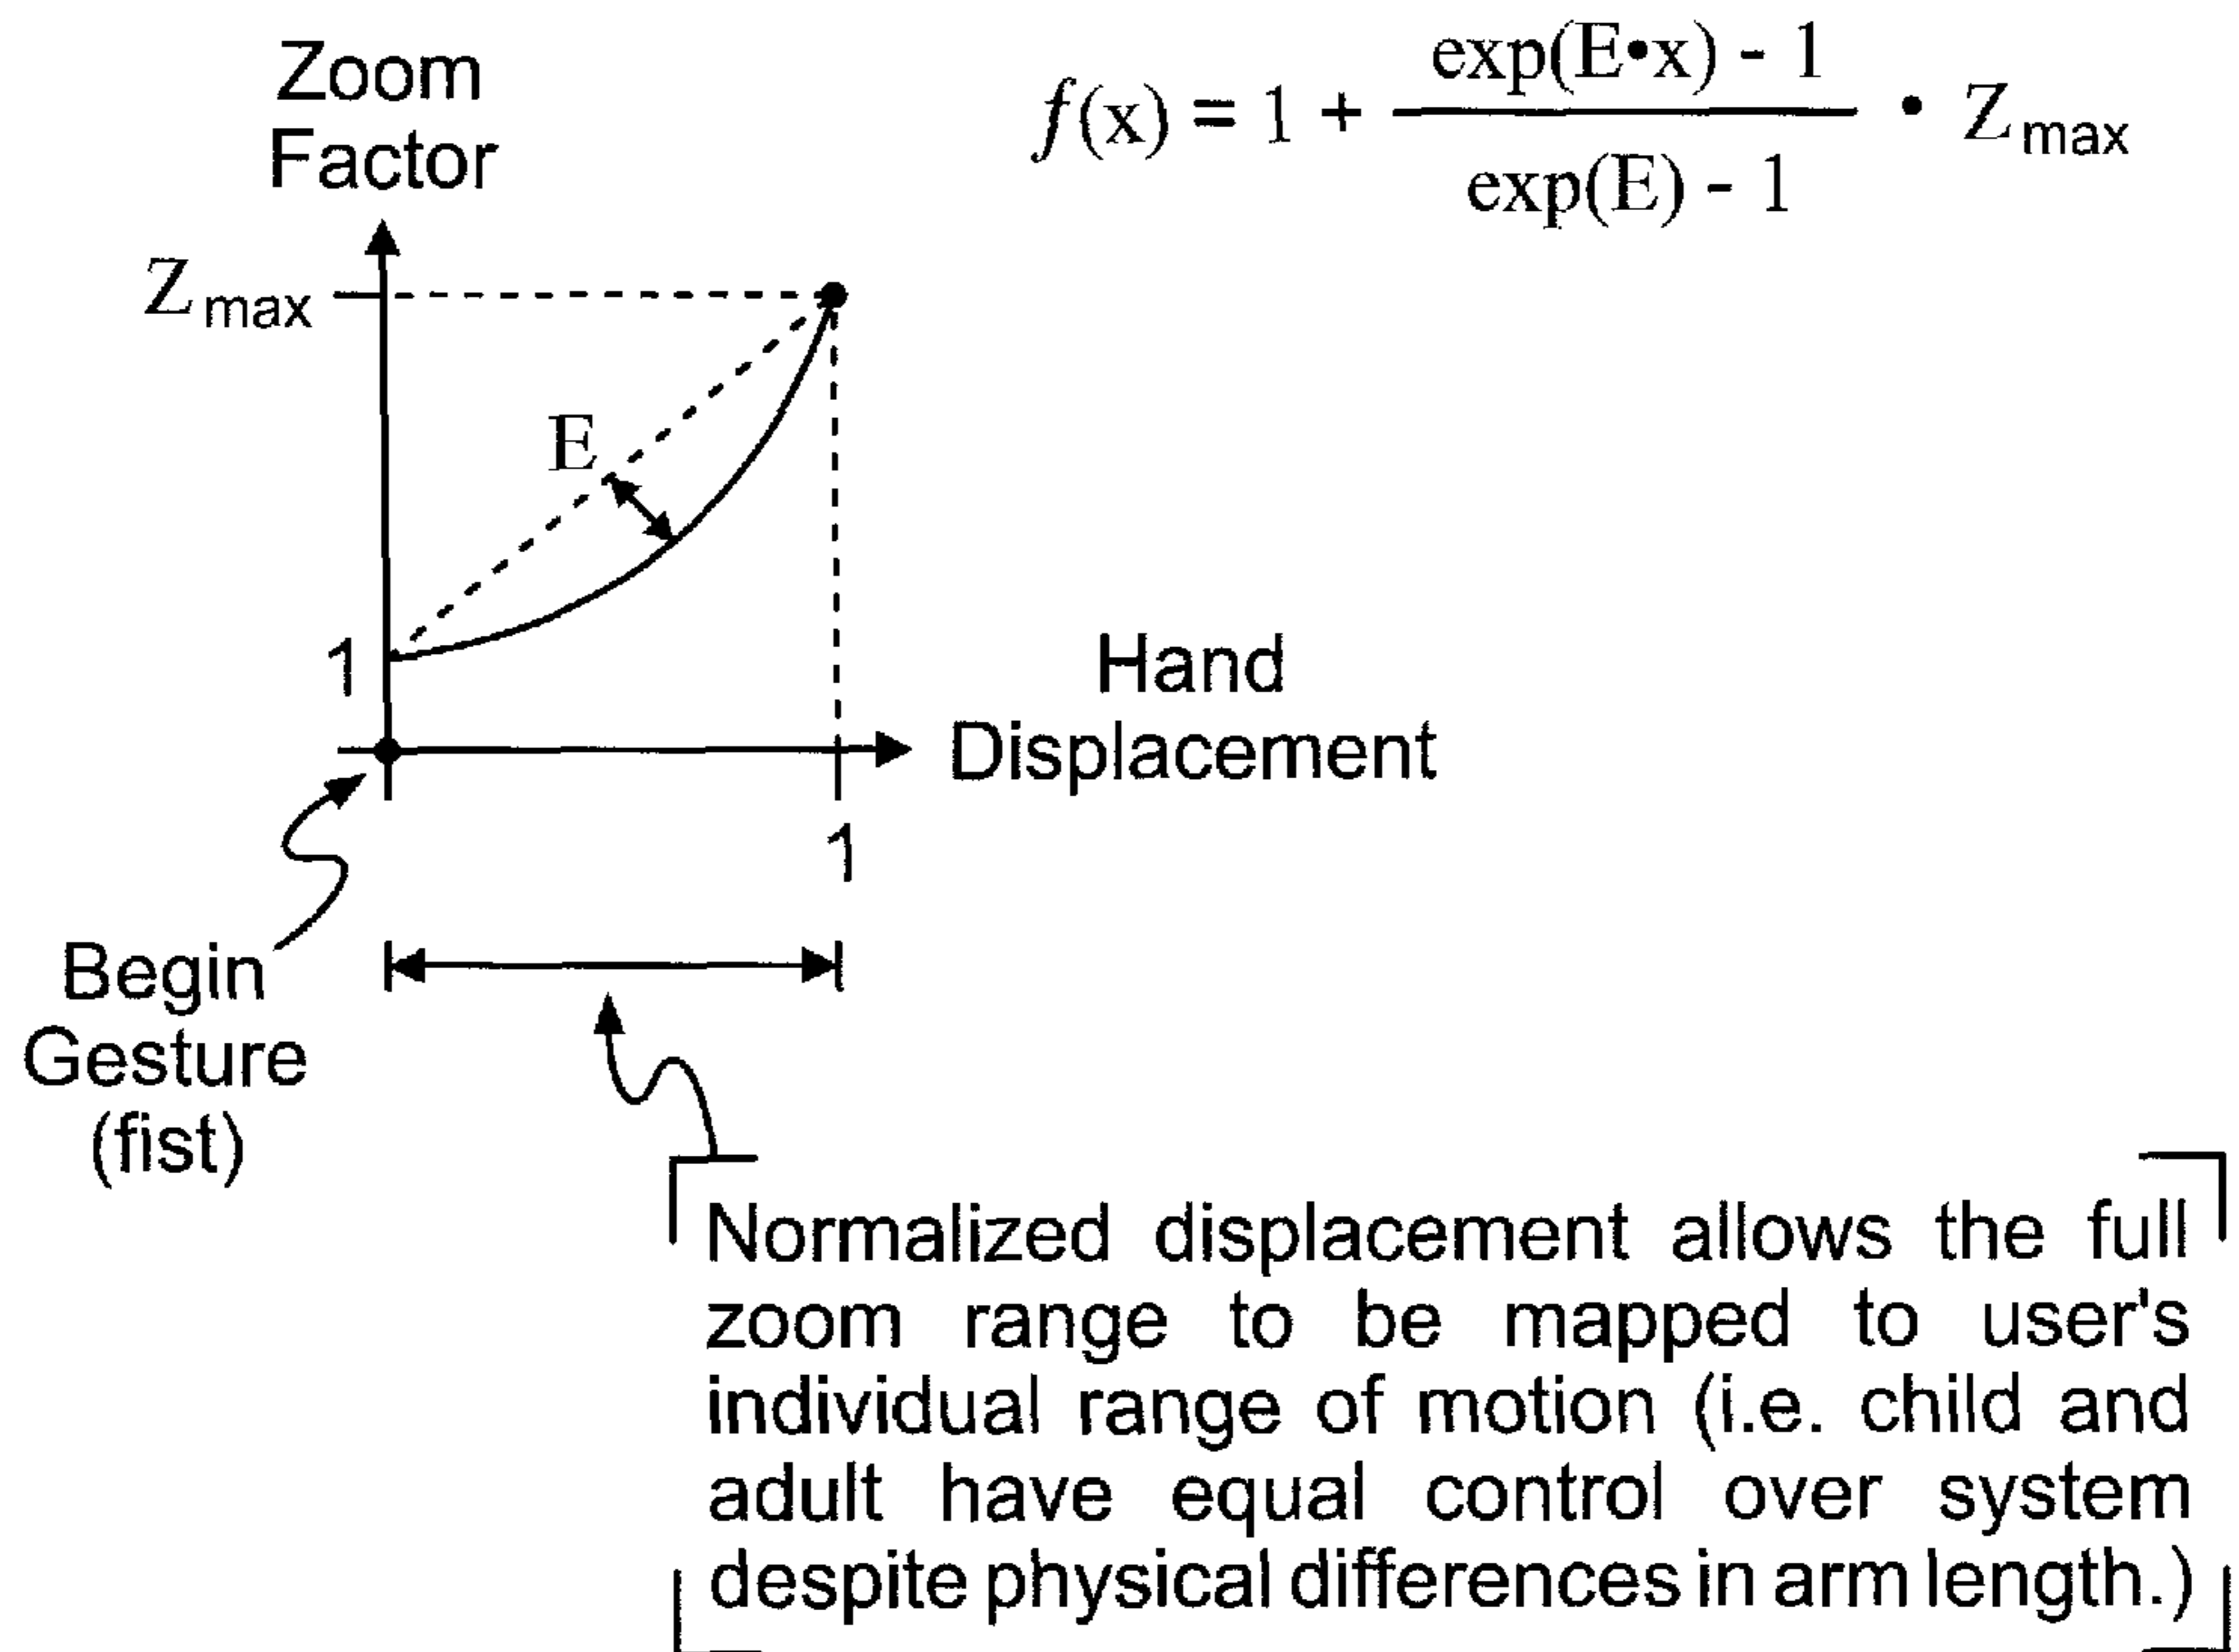 Zoom
Factor
f(x) = 1 + exp(E•x) - 1 / exp(E) - 1 • Zmax
Zmax
E
1
Hand
Displacement
1
Begin
Gesture
(fist)
Normalized displacement allows the full
zoom range to be mapped to user's
individual range of motion (i.e. child and
adult have equal control over system
despite physical differences in arm length.)